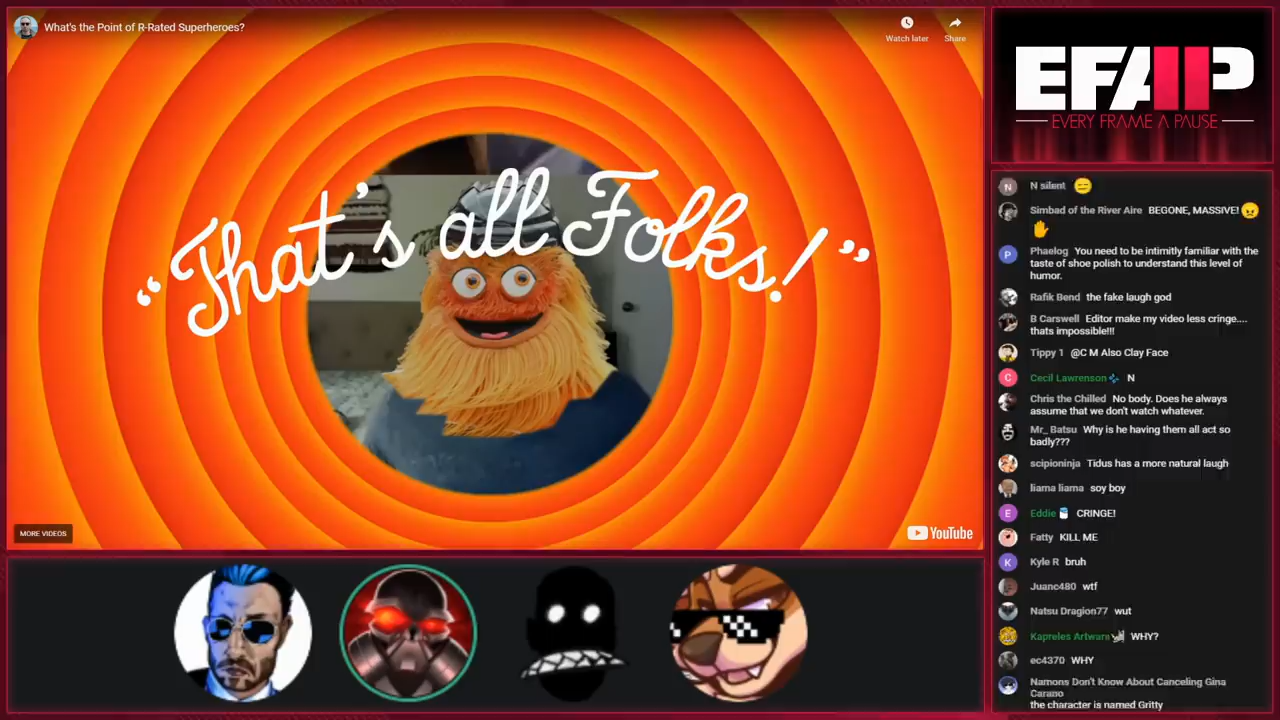 What's the Point of R-Rated Superheroes?
Watch later
Share
"That's all Folks!"
MORE VIDEOS
YouTube
EFAP
EVERY FRAME A PAUSE
N N silent
Simbad of the River Aire BEGONE, MASSIVE!
P Phaelog You need to be intimitly familiar with the
taste of shoe polish to understand this level of
humor.
Rafik Bend the fake laugh god
B Carswell Editor make my video less cringe....
thats impossible!!!
Tippy 1 @C M Also Clay Face
C Cecil Lawrenson N
Chris the Chilled No body. Does he always
assume that we don't watch whatever.
Mr_ Batsu Why is he having them all act so
badly???
scipioninja Tidus has a more natural laugh
liama liama soy boy
E Eddie CRINGE!
Fatty KILL ME
K Kyle R bruh
Juanc480 wtf
Natsu Dragion77 wut
Kapreles Artware WHY?
ec4370 WHY
Namons Don't Know About Canceling Gina
Carano
the character is named Gritty